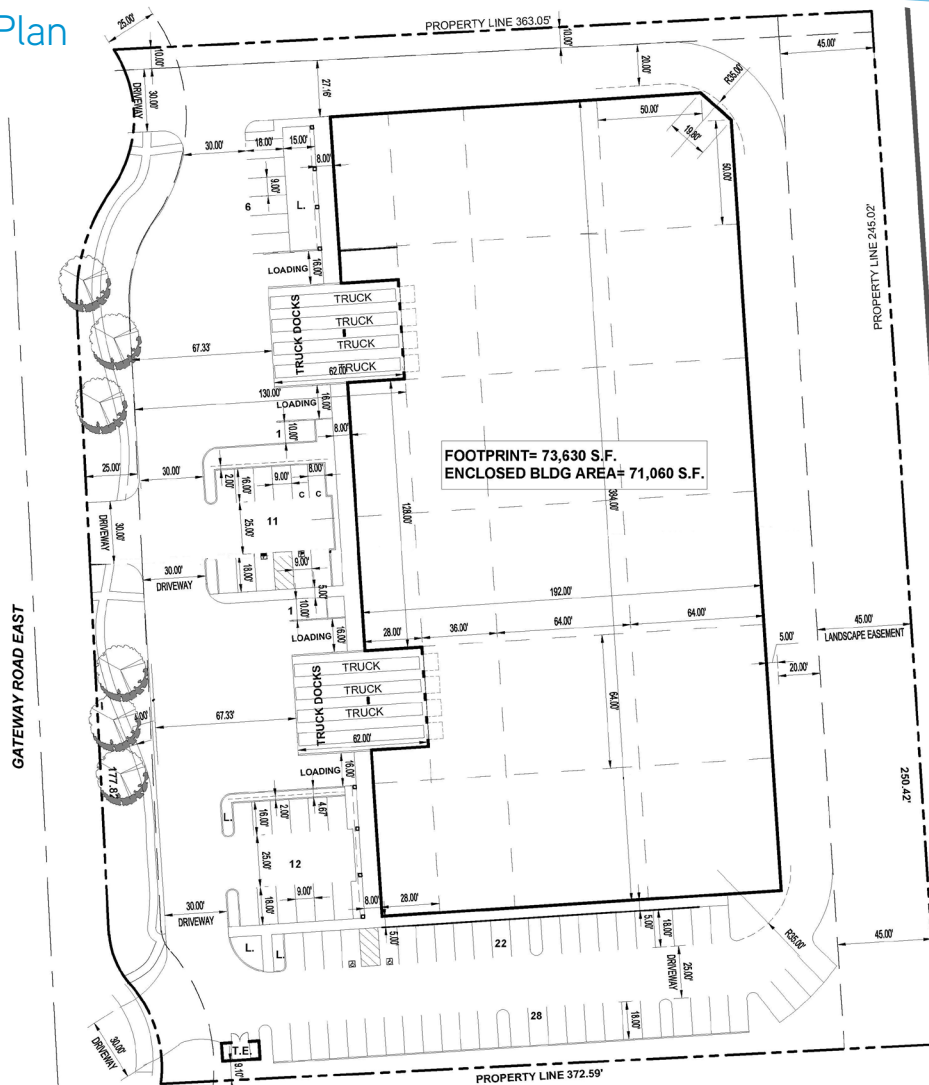 Plan
25.00'
PROPERTY LINE 363.05'
10.00'
10.00'
45.00'
DRIVEWAY
30.00'
27.16'
20.00'
R35.00'
50.00'
19.80'
30.00'
18.00'
15.00'
8.00'
9.00'
6
L.
50.00'
PROPERTY LINE 245.02'
LOADING
16.00'
TRUCK DOCKS
TRUCK
TRUCK
TRUCK
TRUCK
67.33'
62.00'
130.00'
LOADING
16.00'
1
10.00'
8.00'
FOOTPRINT= 73,630 S.F.
ENCLOSED BLDG AREA= 71,060 S.F.
25.00'
30.00'
2.00'
16.00'
9.00'
8.00'
C C
384.00'
128.00'
11
25.00'
DRIVEWAY
30.00'
30.00'
DRIVEWAY
18.00'
9.00'
5.00'
192.00'
1
10.00'
LOADING
16.00'
28.00'
36.00'
64.00'
64.00'
45.00'
LANDSCAPE EASEMENT
5.00'
20.00'
GATEWAY ROAD EAST
TRUCK DOCKS
TRUCK
TRUCK
TRUCK
TRUCK
67.33'
62.00'
64.00'
LOADING
16.00'
177.87'
250.42'
L.
2.00'
4.67'
16.00'
25.00'
12
9.00'
18.00'
30.00'
DRIVEWAY
8.00'
28.00'
L.
L.
5.00'
22
5.00'
18.00'
R35.00'
45.00'
25.00'
DRIVEWAY
28
18.00'
30.00'
DRIVEWAY
T.E.
9.10'
PROPERTY LINE 372.59'